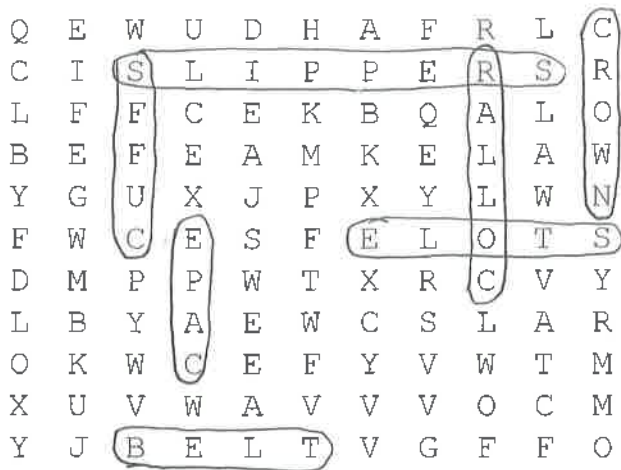 Q E W U D H A F R L C
C I S L I P P E R S R
L F F C E K B Q A L O
B E F E A M K E L A W
Y G U X J P X Y L W N
F W C E S F E L O T S
D M P P W T X R C V Y
L B Y A E W C S L A R
O K W C E F Y V W T M
X U V W A V V V O C M
Y J B E L T V G F F O